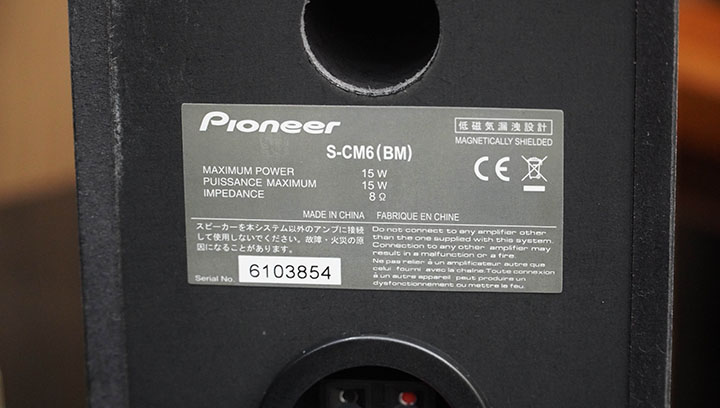 Pioneer
低磁気漏洩設計
MAGNETICALLY SHIELDED
S-CM6(BM)
MAXIMUM POWER 15 W
PUISSANCE MAXIMUM 15 W
IMPEDANCE 8 Ω
CE
MADE IN CHINA FABRIQUE EN CHINE
スピーカーを本システム以外のアンプに接続
して使用しないでください。故障・火災の原
因になることがあります。
Serial No. 6103854
Do not connect to any amplifier other
than the one supplied with this system.
Connection to any other amplifier may
result in a malfunction or a fire.
Ne pas relier à un amplificateur autre que
celui fourni avec la chaîne.Toute connexion
à un autre appareil peut produire un
dysfonctionnement ou mettre le feu.